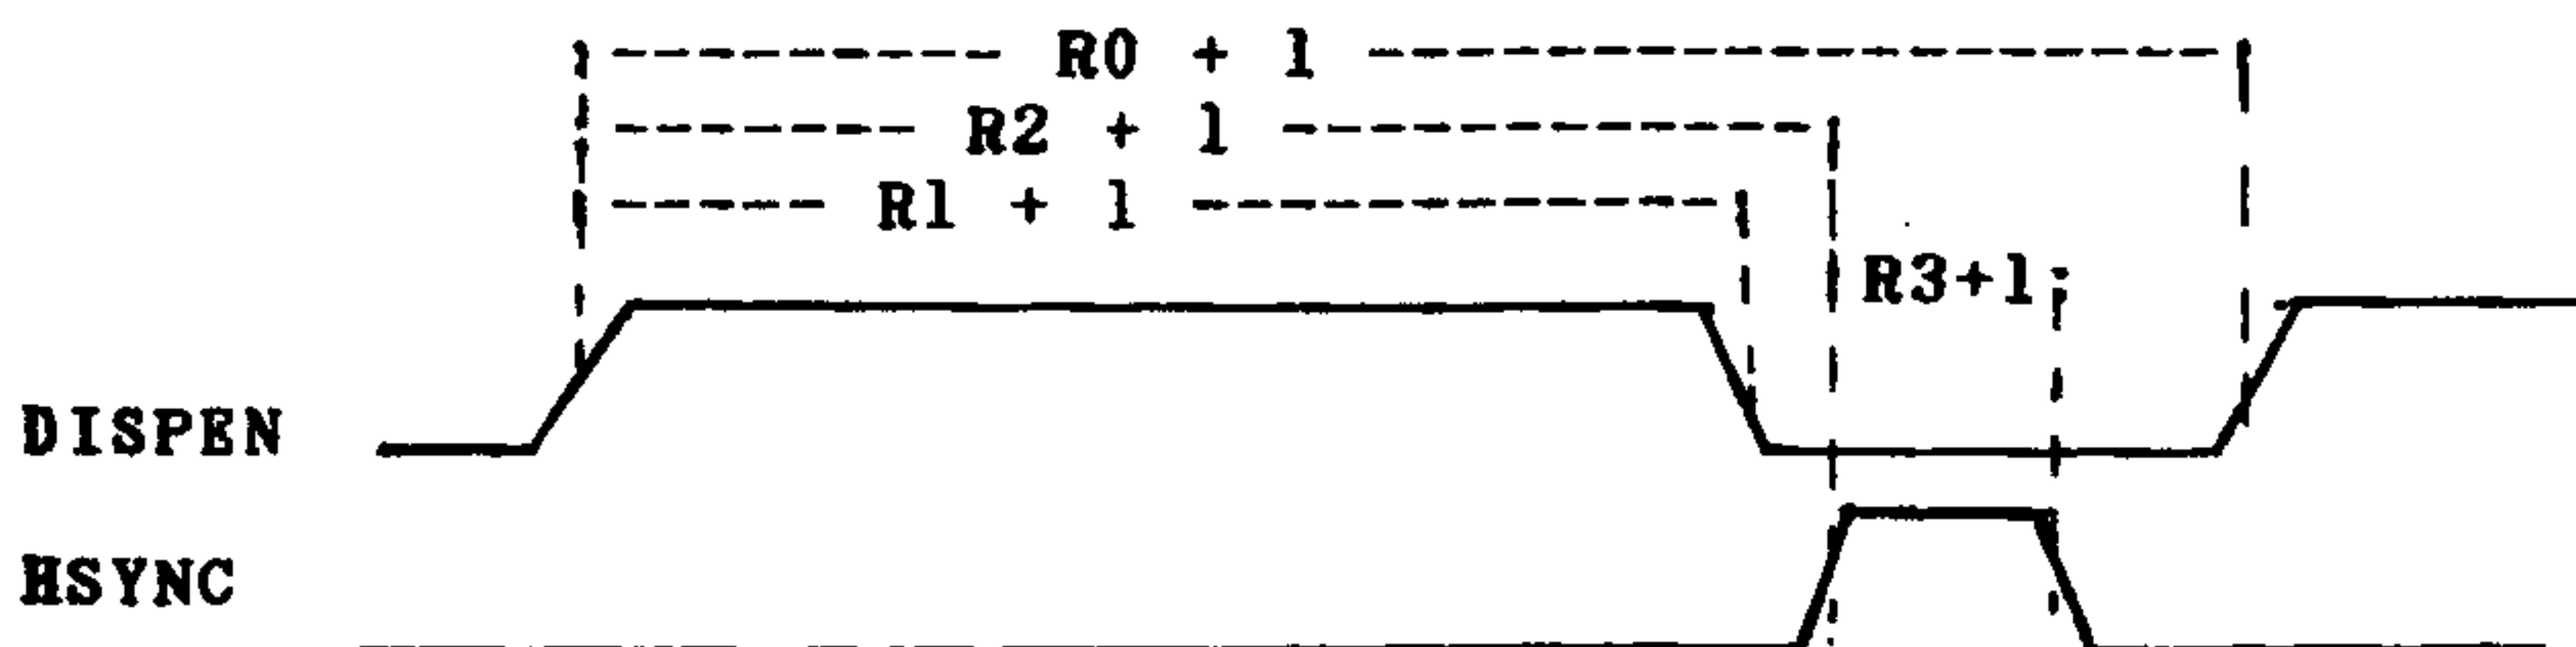 R0 + 1
R2 + 1
R1 + 1
R3+1
DISPEN
HSYNC